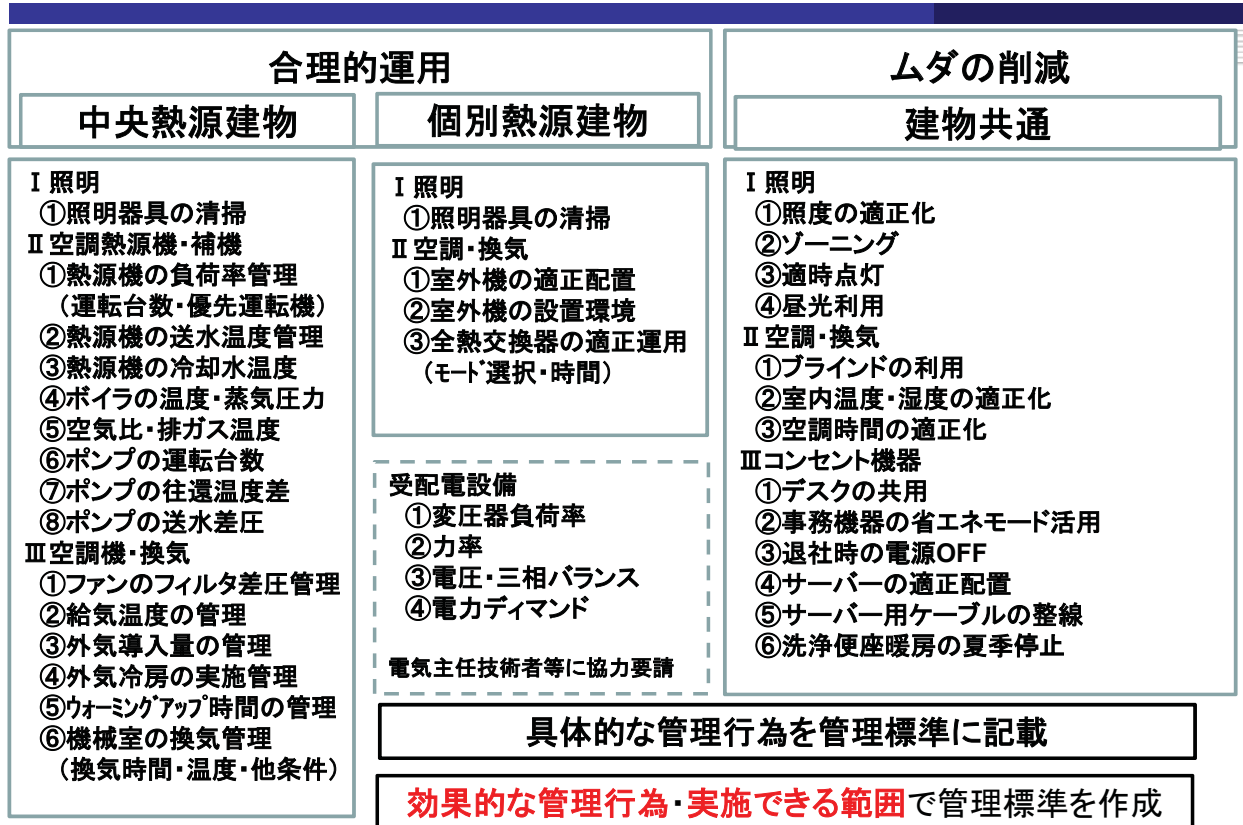 合理的運用
中央熱源建物
Ⅰ照明
①照明器具の清掃
Ⅱ空調熱源機・補機
①熱源機の負荷率管理
（運転台数・優先運転機）
②熱源機の送水温度管理
③熱源機の冷却水温度
④ボイラの温度・蒸気圧力
⑤空気比・排ガス温度
⑥ポンプの運転台数
⑦ポンプの往還温度差
⑧ポンプの送水差圧
Ⅲ空調機・換気
①ファンのフィルタ差圧管理
②給気温度の管理
③外気導入量の管理
④外気冷房の実施管理
⑤ｳｫｰﾐﾝｸﾞｱｯﾌﾟ時間の管理
⑥機械室の換気管理
（換気時間・温度・他条件）
個別熱源建物
Ⅰ照明
①照明器具の清掃
Ⅱ空調・換気
①室外機の適正配置
②室外機の設置環境
③全熱交換器の適正運用
（ﾓｰﾄﾞ選択・時間）
受配電設備
①変圧器負荷率
②力率
③電圧・三相バランス
④電力ディマンド
電気主任技術者等に協力要請
ムダの削減
建物共通
Ⅰ照明
①照度の適正化
②ゾーニング
③適時点灯
④昼光利用
Ⅱ空調・換気
①ブラインドの利用
②室内温度・湿度の適正化
③空調時間の適正化
Ⅲコンセント機器
①デスクの共用
②事務機器の省エネモード活用
③退社時の電源OFF
④サーバーの適正配置
⑤サーバー用ケーブルの整線
⑥洗浄便座暖房の夏季停止
具体的な管理行為を管理標準に記載
効果的な管理行為・実施できる範囲で管理標準を作成